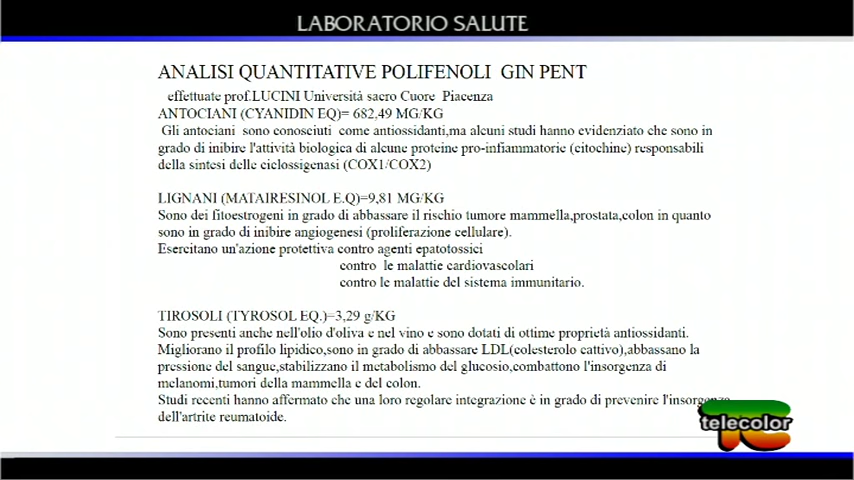 LABORATORIO SALUTE
ANALISI QUANTITATIVE POLIFENOLI GIN PENT
effettuate prof.LUCINI Università sacro Cuore Piacenza
ANTOCIANI (CYANIDIN EQ)= 682,49 MG/KG
Gli antociani sono conosciuti come antiossidanti,ma alcuni studi hanno evidenziato che sono in
grado di inibire l'attività biologica di alcune proteine pro-infiammatorie (citochine) responsabili
della sintesi delle ciclossigenasi (COX1/COX2)
LIGNANI (MATAIRESINOL E.Q)=9,81 MG/KG
Sono dei fitoestrogeni in grado di abbassare il rischio tumore mammella,prostata,colon in quanto
sono in grado di inibire angiogenesi (proliferazione cellulare).
Esercitano un'azione protettiva contro agenti epatotossici
contro le malattie cardiovascolari
contro le malattie del sistema immunitario.
TIROSOLI (TYROSOL EQ.)=3,29 g/KG
Sono presenti anche nell'olio d'oliva e nel vino e sono dotati di ottime proprietà antiossidanti.
Migliorano il profilo lipidico,sono in grado di abbassare LDL(colesterolo cattivo),abbassano la
pressione del sangue,stabilizzano il metabolismo del glucosio,combattono l'insorgenza di
melanomi,tumori della mammella e del colon.
Studi recenti hanno affermato che una loro regolare integrazione è in grado di prevenire l'insorgenza
dell'artrite reumatoide.
telecolor